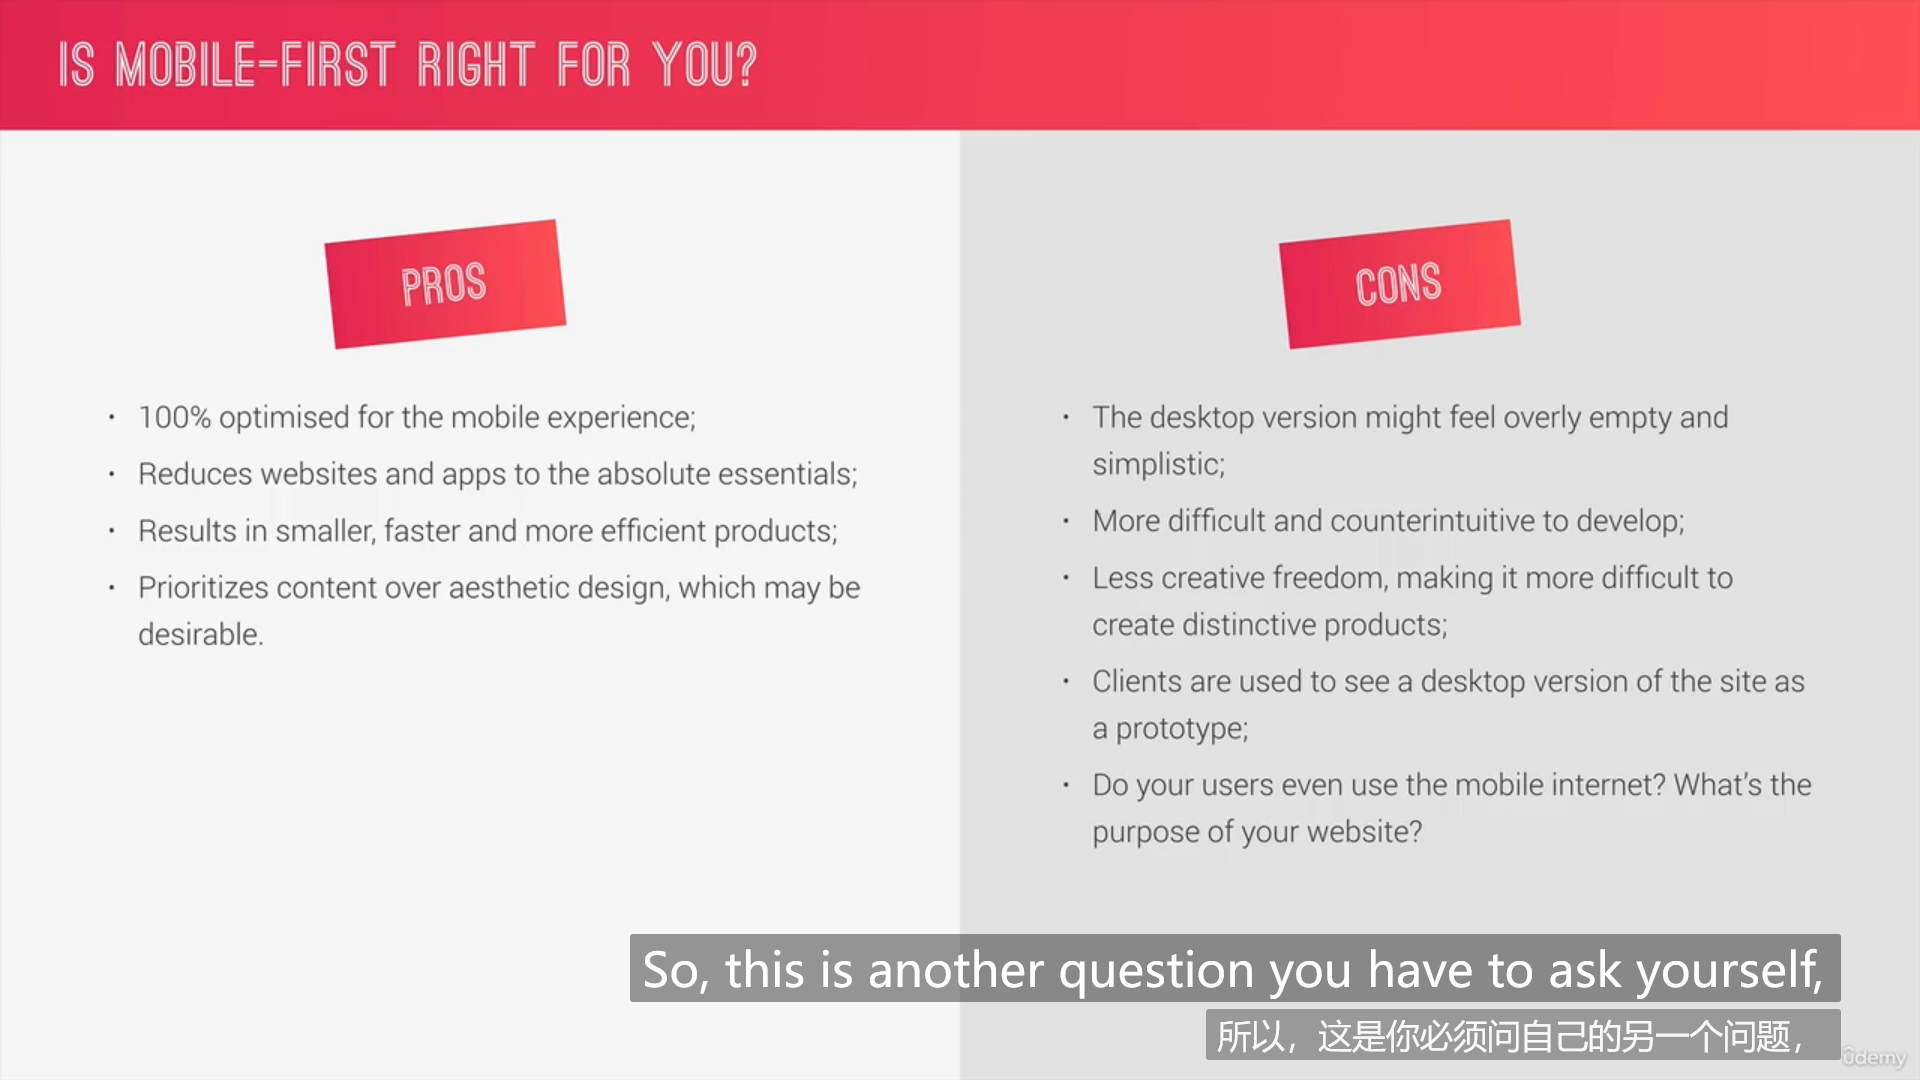 IS MOBILE-FIRST RIGHT FOR YOU?
PROS
• 100% optimised for the mobile experience;
• Reduces websites and apps to the absolute essentials;
• Results in smaller, faster and more efficient products;
• Prioritizes content over aesthetic design, which may be
desirable.
CONS
• The desktop version might feel overly empty and
simplistic;
• More difficult and counterintuitive to develop;
• Less creative freedom, making it more difficult to
create distinctive products;
• Clients are used to see a desktop version of the site as
a prototype;
• Do your users even use the mobile internet? What's the
purpose of your website?
So, this is another question you have to ask yourself,
所以，这是你必须问自己的另一个问题，
ûdemy